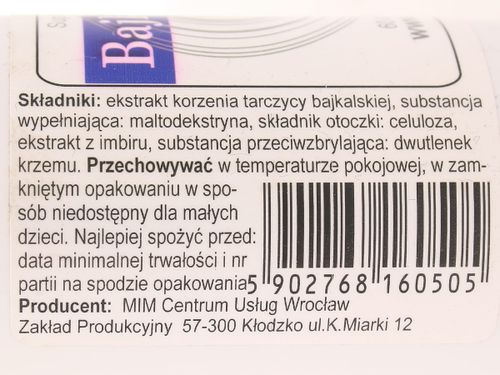 Baj
www
Składniki: ekstrakt korzenia tarczycy bajkalskiej, substancja
wypełniająca: maltodekstryna, składnik otoczki: celuloza,
ekstrakt z imbiru, substancja przeciwzbrylająca: dwutlenek
krzemu. Przechowywać w temperaturze pokojowej, w zam-
kniętym opakowaniu w spo-
sób niedostępny dla małych
dzieci. Najlepiej spożyć przed:
data minimalnej trwałości i nr
partii na spodzie opakowania
5 902768 160505
Producent: MIM Centrum Usług Wrocław
Zakład Produkcyjny 57-300 Kłodzko ul.K.Miarki 12